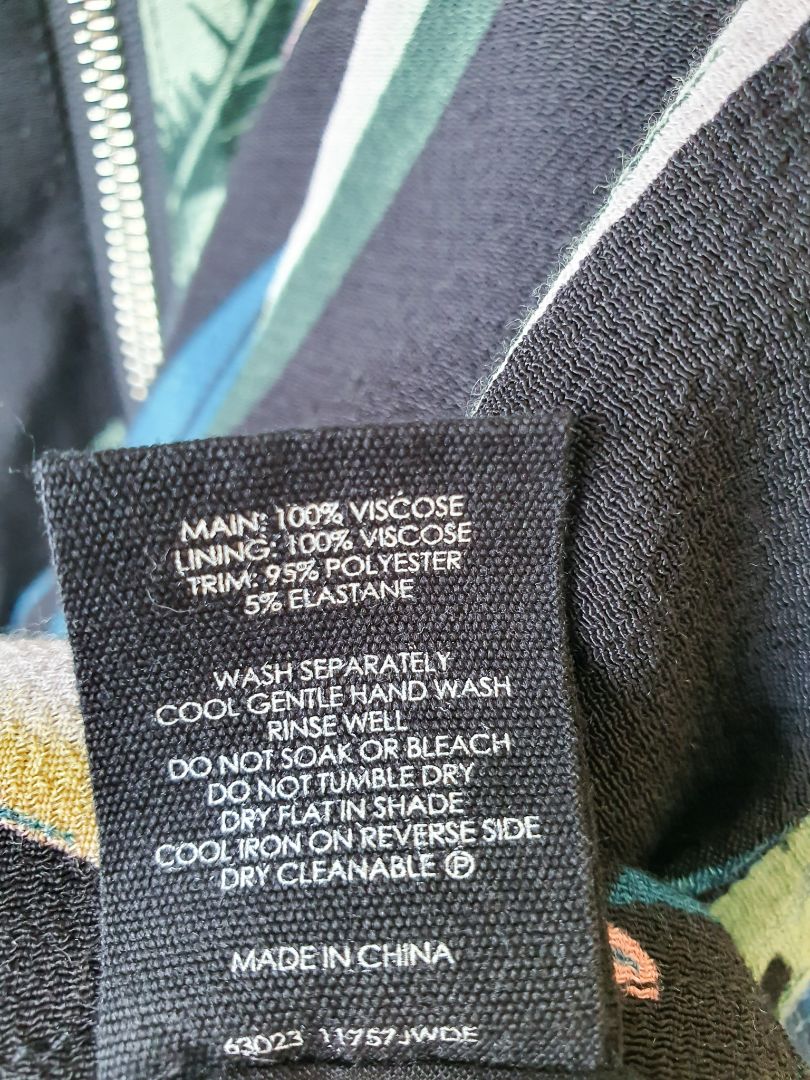 MAIN: 100% VISCOSE
LINING: 100% VISCOSE
TRIM: 95% POLYESTER
5% ELASTANE
WASH SEPARATELY
COOL GENTLE HAND WASH
RINSE WELL
DO NOT SOAK OR BLEACH
DO NOT TUMBLE DRY
DRY FLAT IN SHADE
COOL IRON ON REVERSE SIDE
DRY CLEANABLE Ⓟ
MADE IN CHINA
63023 11757JWDE